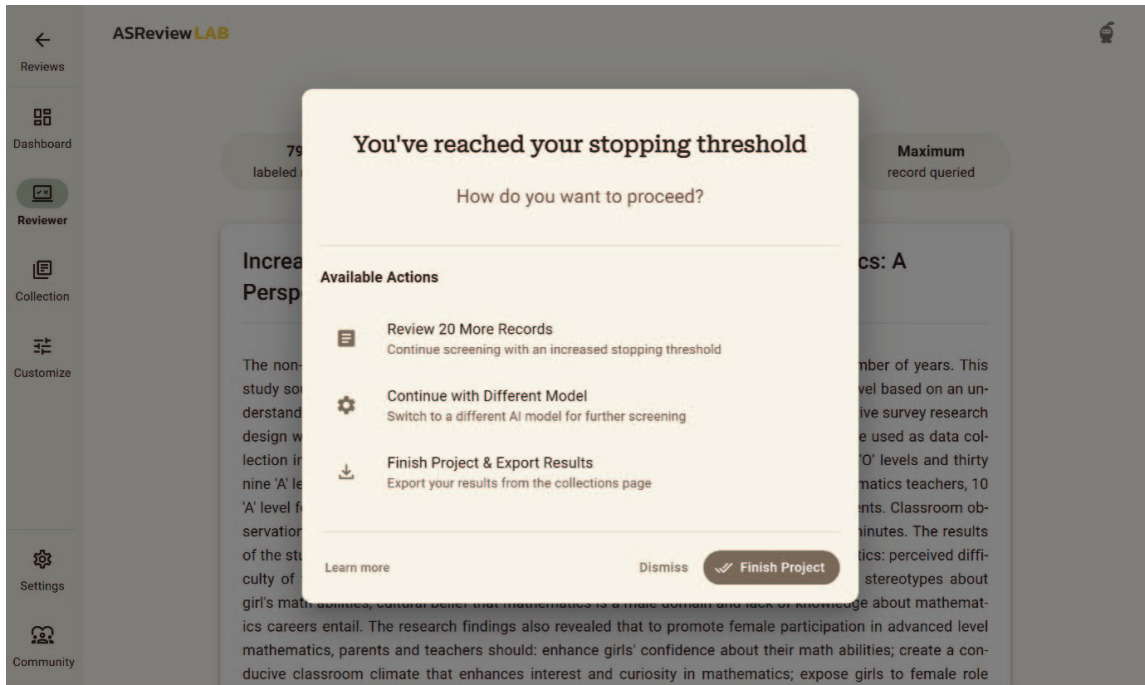 ASReview LAB
Reviews
Dashboard
Reviewer
Collection
Customize
Settings
Community
79
labeled
Maximum
record queried
You've reached your stopping threshold
How do you want to proceed?
Available Actions
Review 20 More Records
Continue screening with an increased stopping threshold
Continue with Different Model
Switch to a different AI model for further screening
Finish Project & Export Results
Export your results from the collections page
Learn more
Dismiss
Finish Project
Increa cs: A
Persp
The non- mber of years. This
study sou vel based on an un-
derstand ive survey research
design w e used as data col-
lection in 'O' levels and thirty
nine 'A' le matics teachers, 10
'A' level f ents. Classroom ob-
servation minutes. The results
of the stu tics: perceived diffi-
culty of stereotypes about
girl's math abilities; cultural belief that mathematics is a male domain and lack of knowledge about mathemat-
ics careers entail. The research findings also revealed that to promote female participation in advanced level
mathematics, parents and teachers should: enhance girls' confidence about their math abilities; create a con-
ducive classroom climate that enhances interest and curiosity in mathematics; expose girls to female role